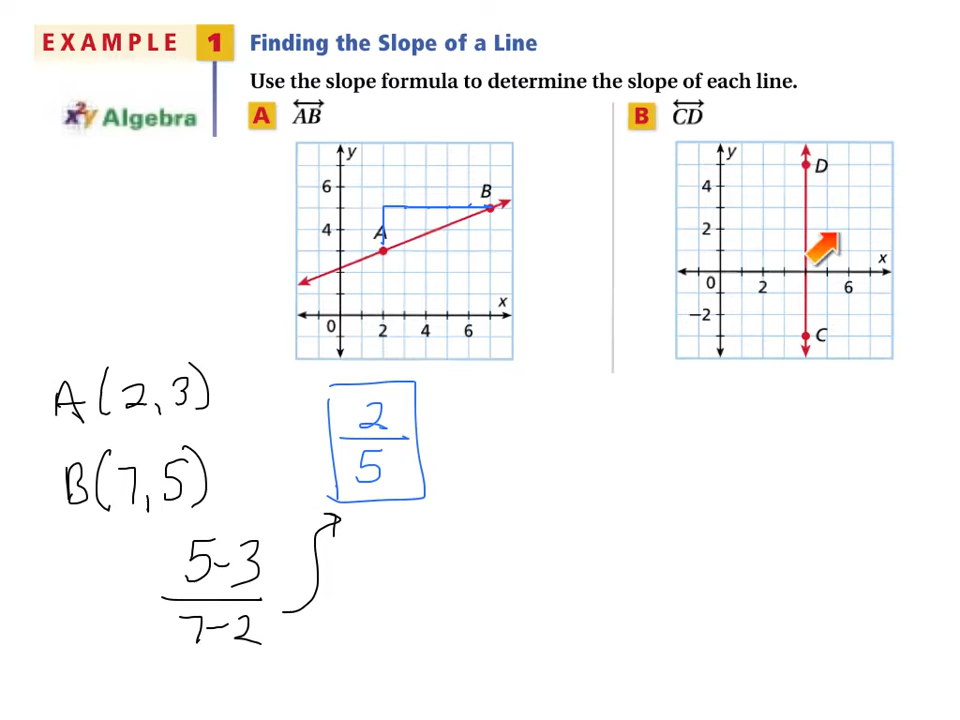 EXAMPLE 1 Finding the Slope of a Line
Use the slope formula to determine the slope of each line.
x²y Algebra
A AB
B CD
y
6
B
4
A
x
0 2 4 6
y
D
4
2
x
0 2 6
−2
C
A(2,3)
B(7,5)
2
5
5-3
7-2